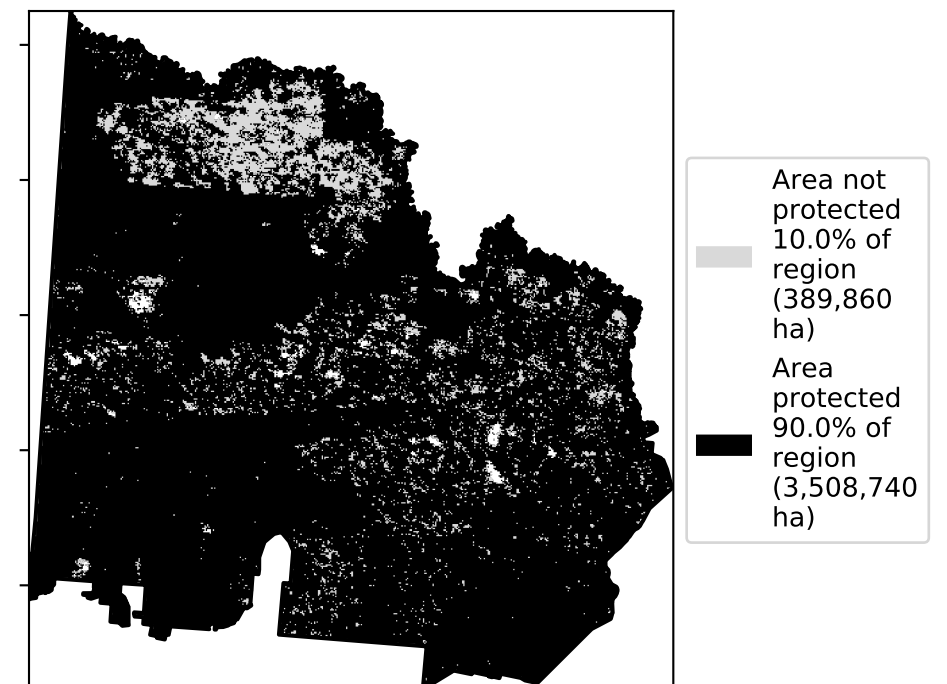 Area not
protected
10.0% of
region
(389,860
ha)
Area
protected
90.0% of
region
(3,508,740
ha)